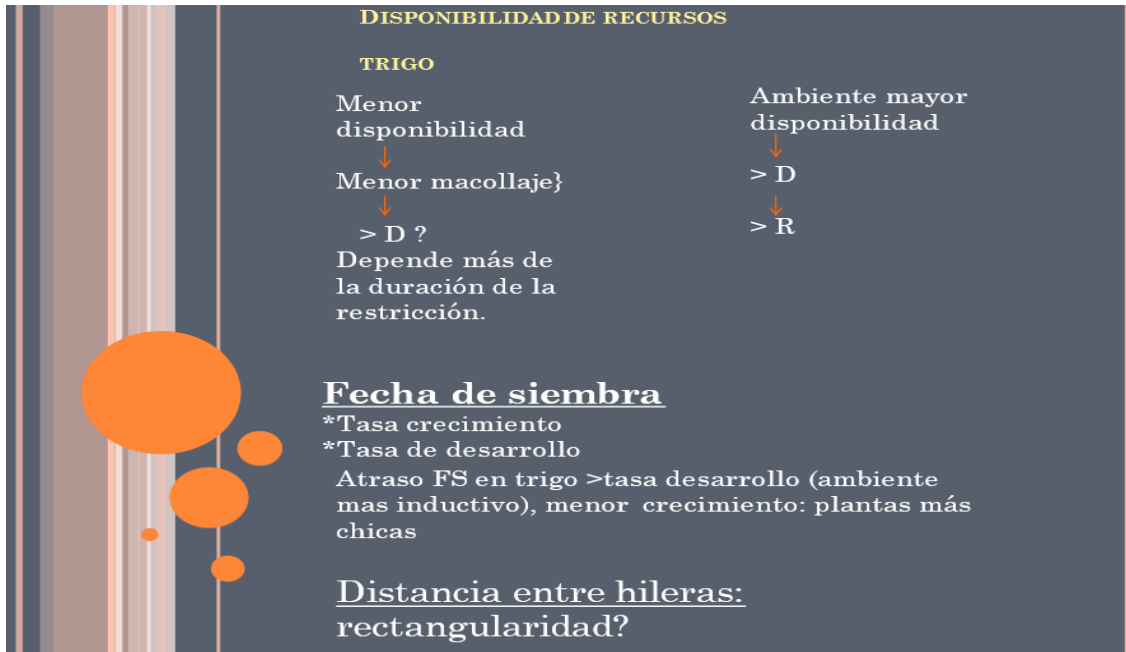 DISPONIBILIDAD DE RECURSOS
TRIGO
Menor
disponibilidad
↓
Menor macollaje}
↓
> D ?
Depende más de
la duración de la
restricción.
Ambiente mayor
disponibilidad
↓
> D
↓
> R
Fecha de siembra
*Tasa crecimiento
*Tasa de desarrollo
Atraso FS en trigo >tasa desarrollo (ambiente
mas inductivo), menor crecimiento: plantas más
chicas
Distancia entre hileras:
rectangularidad?